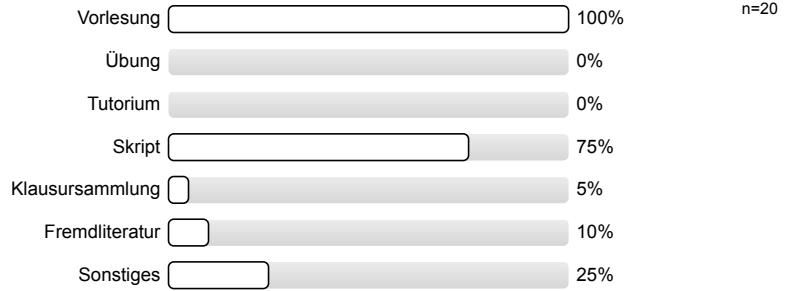 Vorlesung 100% n=20
Übung 0%
Tutorium 0%
Skript 75%
Klausursammlung 5%
Fremdliteratur 10%
Sonstiges 25%